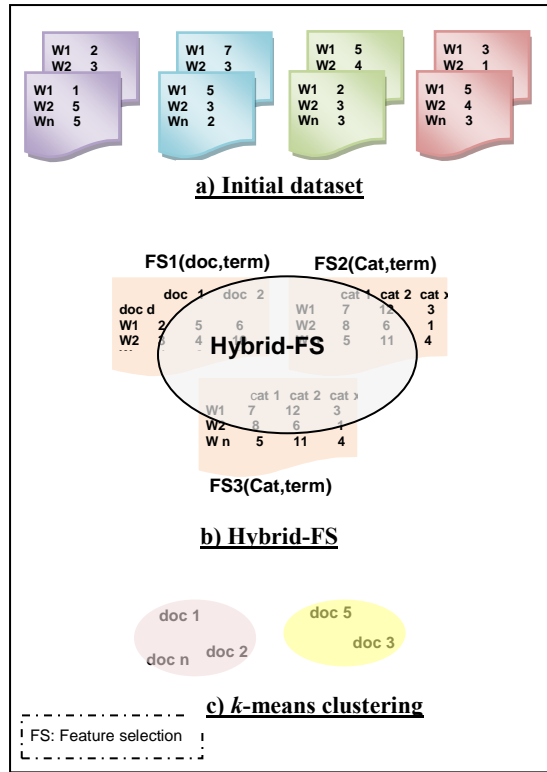 W1 2
W2 3
W1 1
W2 5
Wn 5
W1 7
W2 3
W1 5
W2 3
Wn 2
W1 5
W2 4
W1 2
W2 3
Wn 3
W1 3
W2 1
W1 5
W2 4
Wn 3
a) Initial dataset
FS1(doc,term)
FS2(Cat,term)
doc 1 doc 2
doc d
W1 2 5 6
W2 3 4
cat 1 cat 2 cat x
W1 7 12 3
W2 8 6 1
5 11 4
Hybrid-FS
cat 1 cat 2 cat x
W1 7 12 3
W2 8 6 1
W n 5 11 4
FS3(Cat,term)
b) Hybrid-FS
doc 1
doc n doc 2
doc 5
doc 3
c) k-means clustering
FS: Feature selection